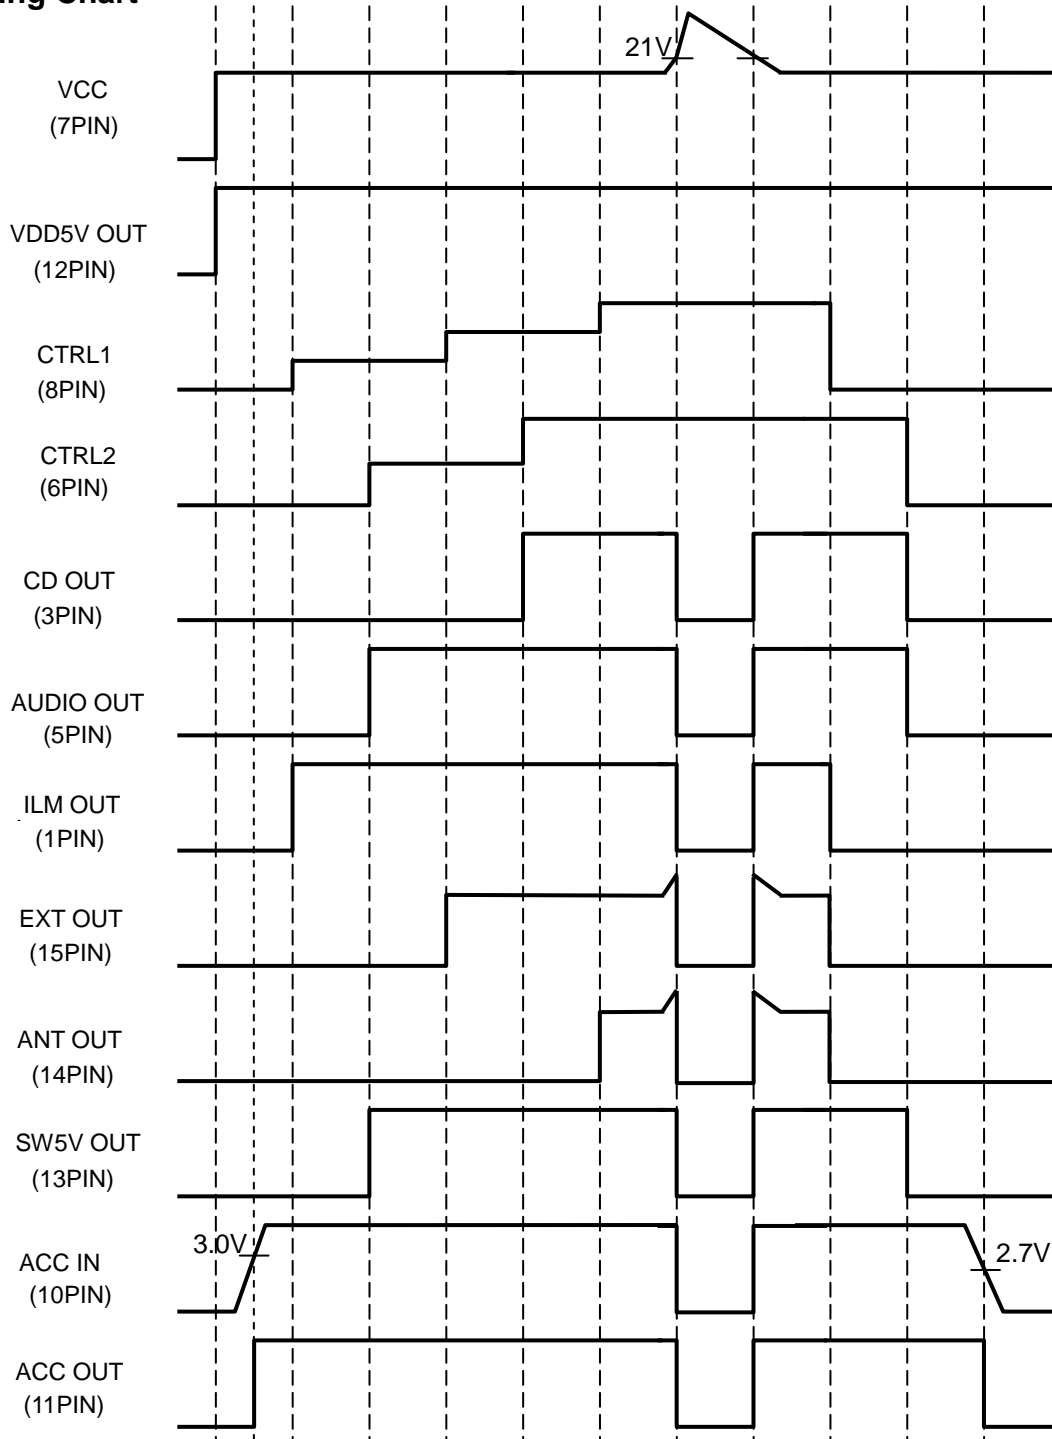 ng Chart
21V
VCC
(7PIN)
VDD5V OUT
(12PIN)
CTRL1
(8PIN)
CTRL2
(6PIN)
CD OUT
(3PIN)
AUDIO OUT
(5PIN)
ILM OUT
(1PIN)
EXT OUT
(15PIN)
ANT OUT
(14PIN)
SW5V OUT
(13PIN)
3.0V
2.7V
ACC IN
(10PIN)
ACC OUT
(11PIN)